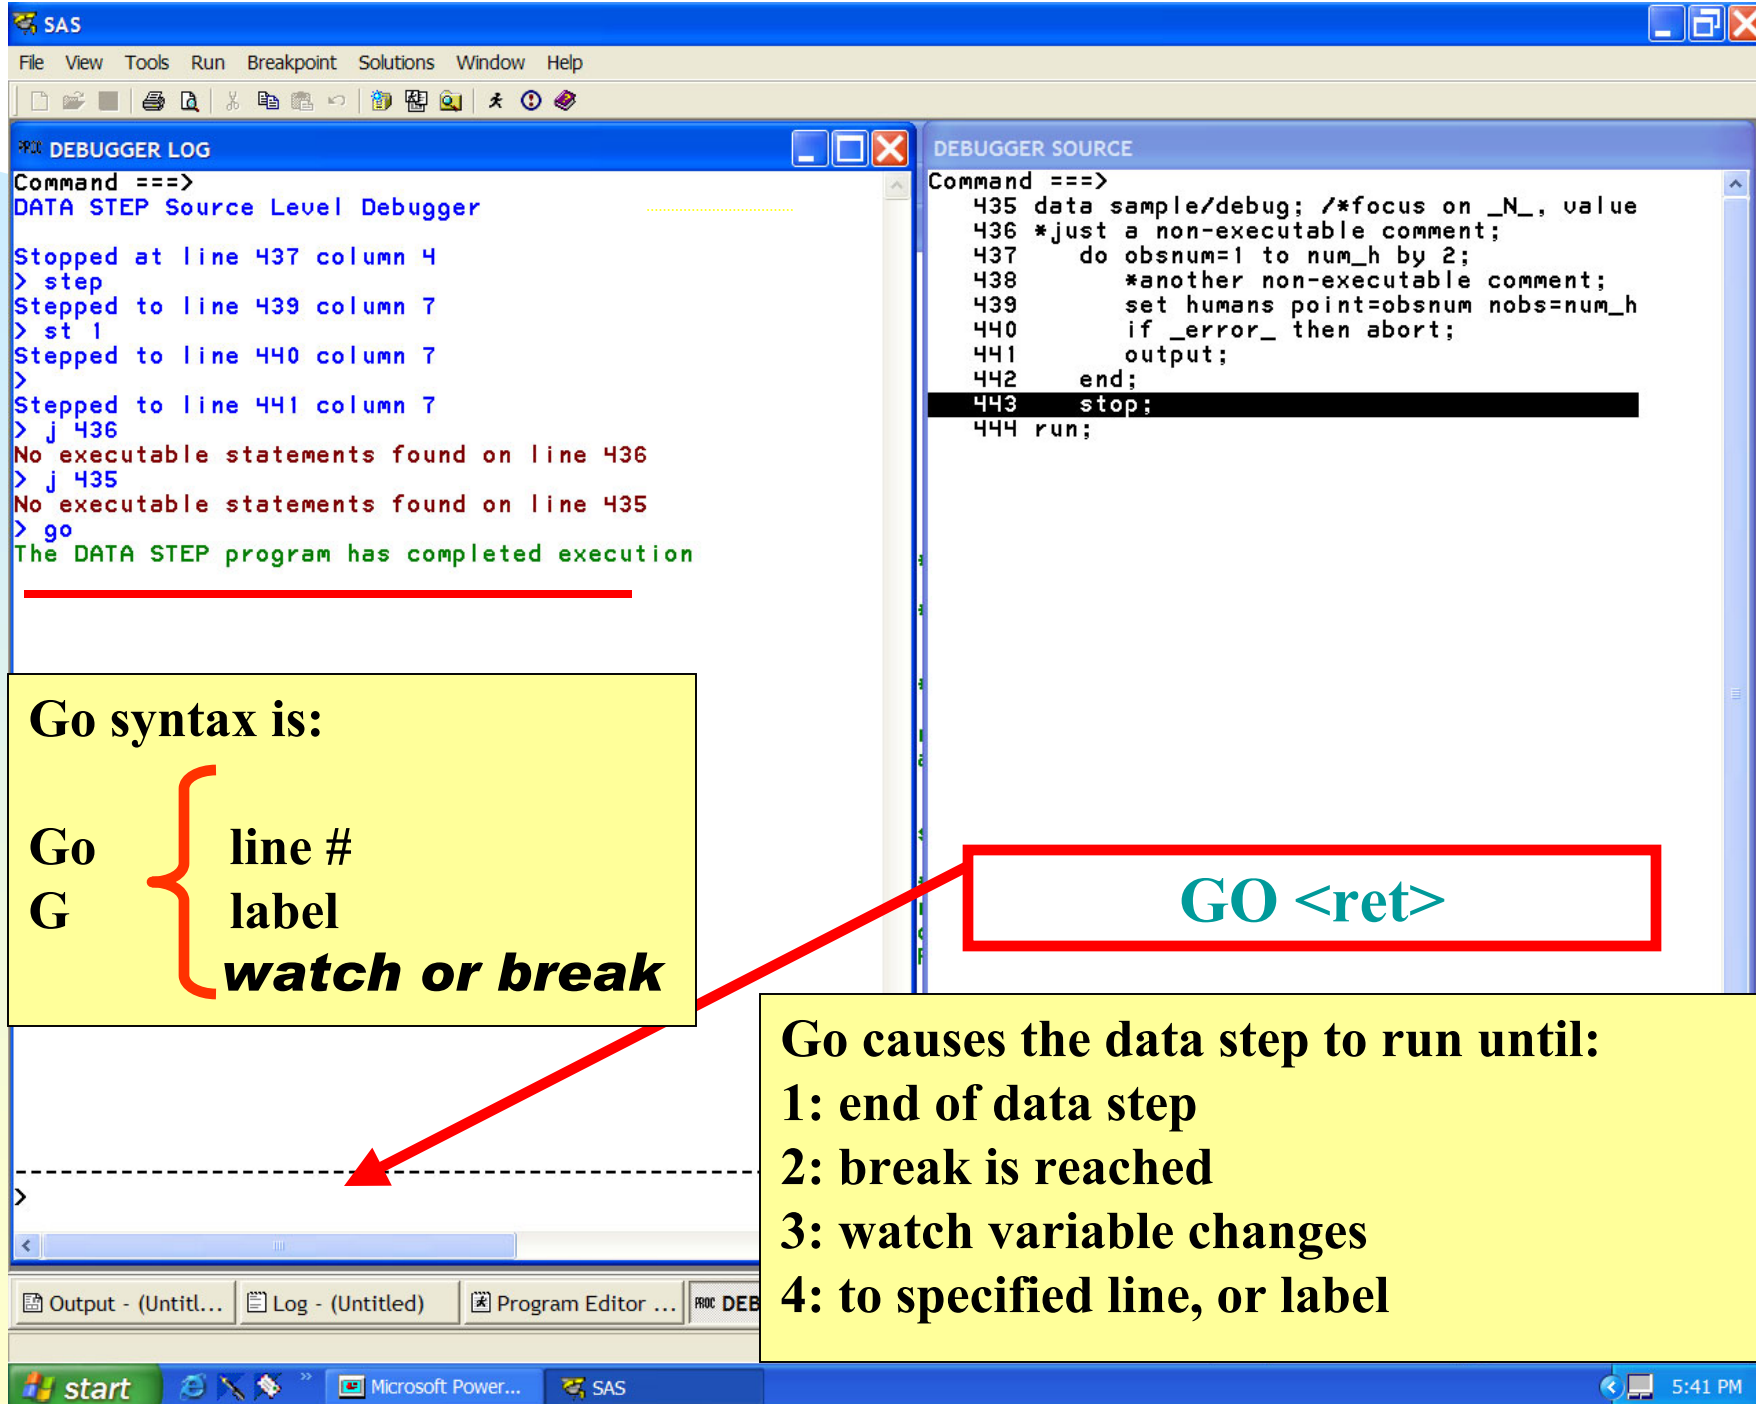 SAS
File View Tools Run Breakpoint Solutions Window Help
DEBUGGER LOG
Command ===>
DATA STEP Source Level Debugger
Stopped at line 437 column 4
> step
Stepped to line 439 column 7
> st 1
Stepped to line 440 column 7
>
Stepped to line 441 column 7
> j 436
No executable statements found on line 436
> j 435
No executable statements found on line 435
> go
The DATA STEP program has completed execution
DEBUGGER SOURCE
Command ===>
435 data sample/debug; /*focus on _N_, value
436 *just a non-executable comment;
437 do obsnum=1 to num_h by 2;
438 *another non-executable comment;
439 set humans point=obsnum nobs=num_h
440 if _error_ then abort;
441 output;
442 end;
443 stop;
444 run;
Go syntax is:
Go line #
G label
watch or break
GO <ret>
Go causes the data step to run until:
1: end of data step
2: break is reached
3: watch variable changes
4: to specified line, or label
>
Output - (Untitl... Log - (Untitled) Program Editor ... PROC DEB
start Microsoft Power... SAS 5:41 PM